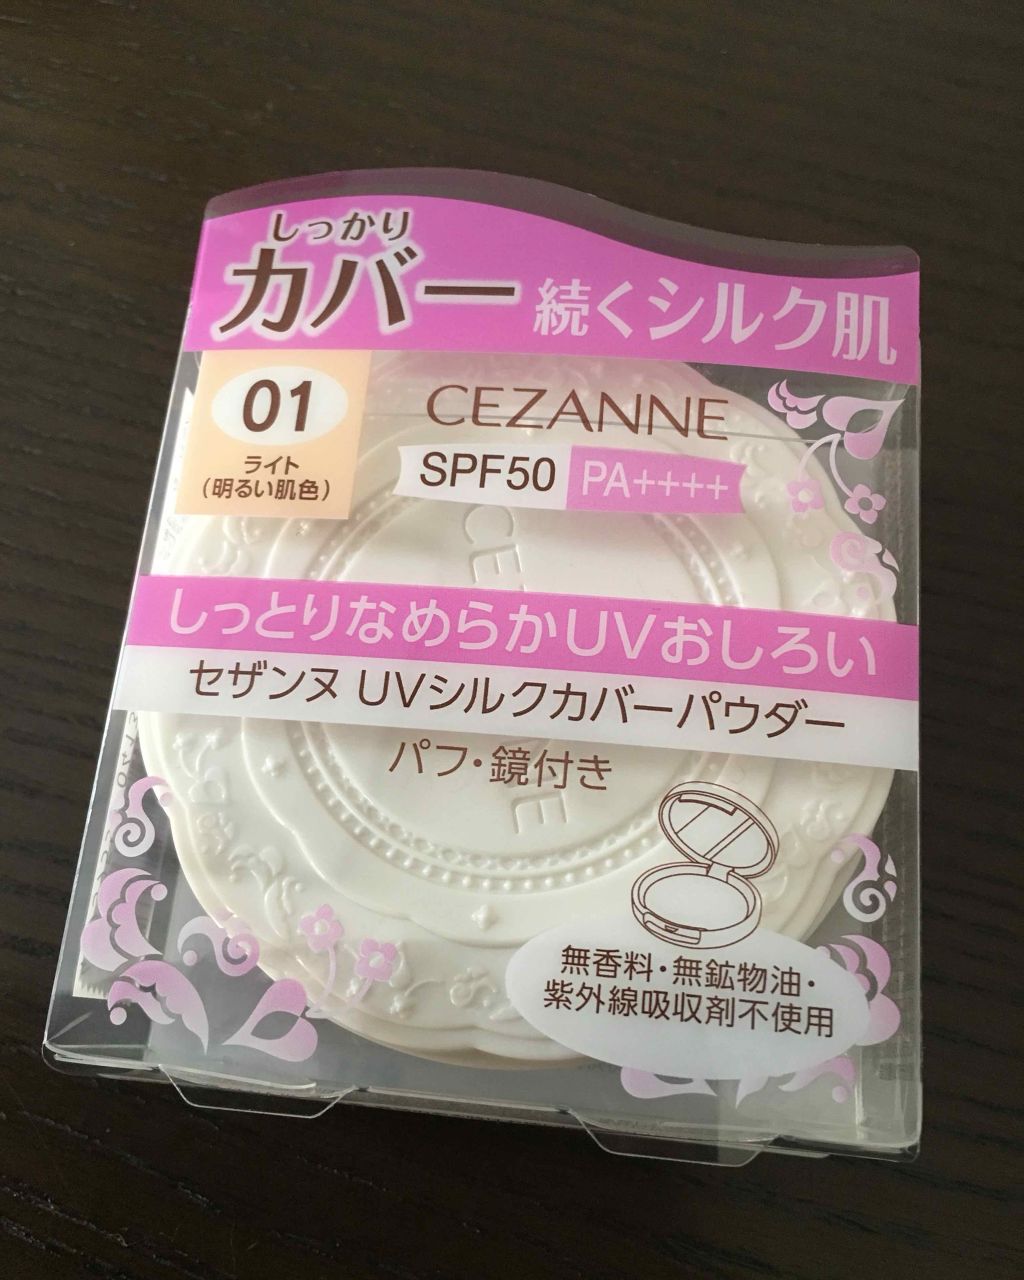 しっかり
カバー 続くシルク肌
01
ライト
(明るい肌色)
CEZANNE
SPF50 PA++++
しっとりなめらかUVおしろい
セザンヌ UVシルクカバーパウダー
パフ・鏡付き
無香料・無鉱物油・
紫外線吸収剤不使用